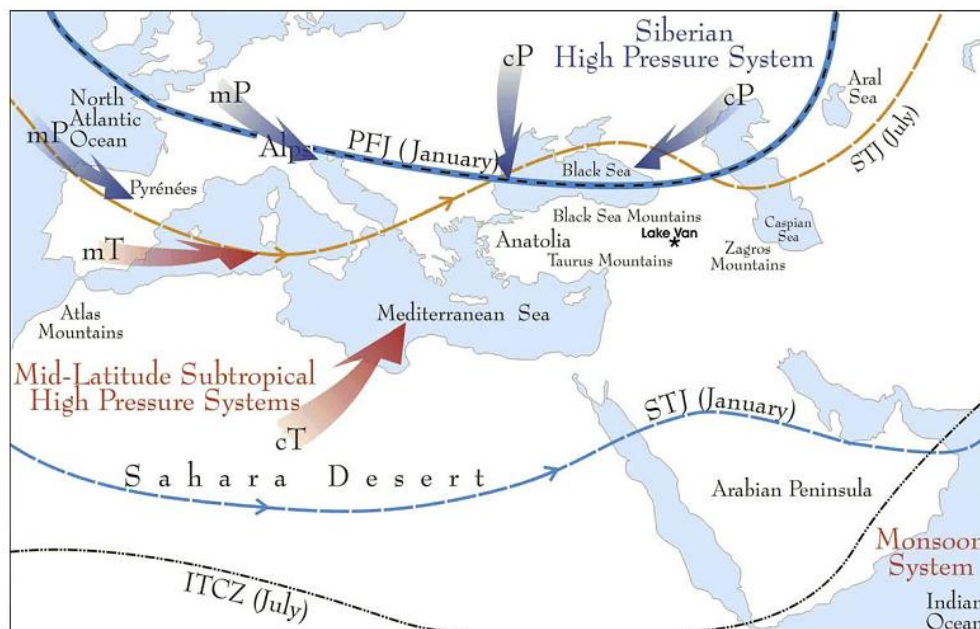 Siberian
High Pressure System
cP
cP
mP
mP
North
Atlantic
Ocean
Alps
PFJ (January)
Aral
Sea
STJ (July)
Pyrénées
Black Sea
Black Sea Mountains
Lake Van
Anatolia
Taurus Mountains
Caspian
Sea
Zagros
Mountains
mT
Atlas
Mountains
Mediterranean Sea
Mid-Latitude Subtropical
High Pressure Systems
cT
STJ (January)
Sahara Desert
Arabian Peninsula
Monsoon
System
ITCZ (July)
Indian
Ocean